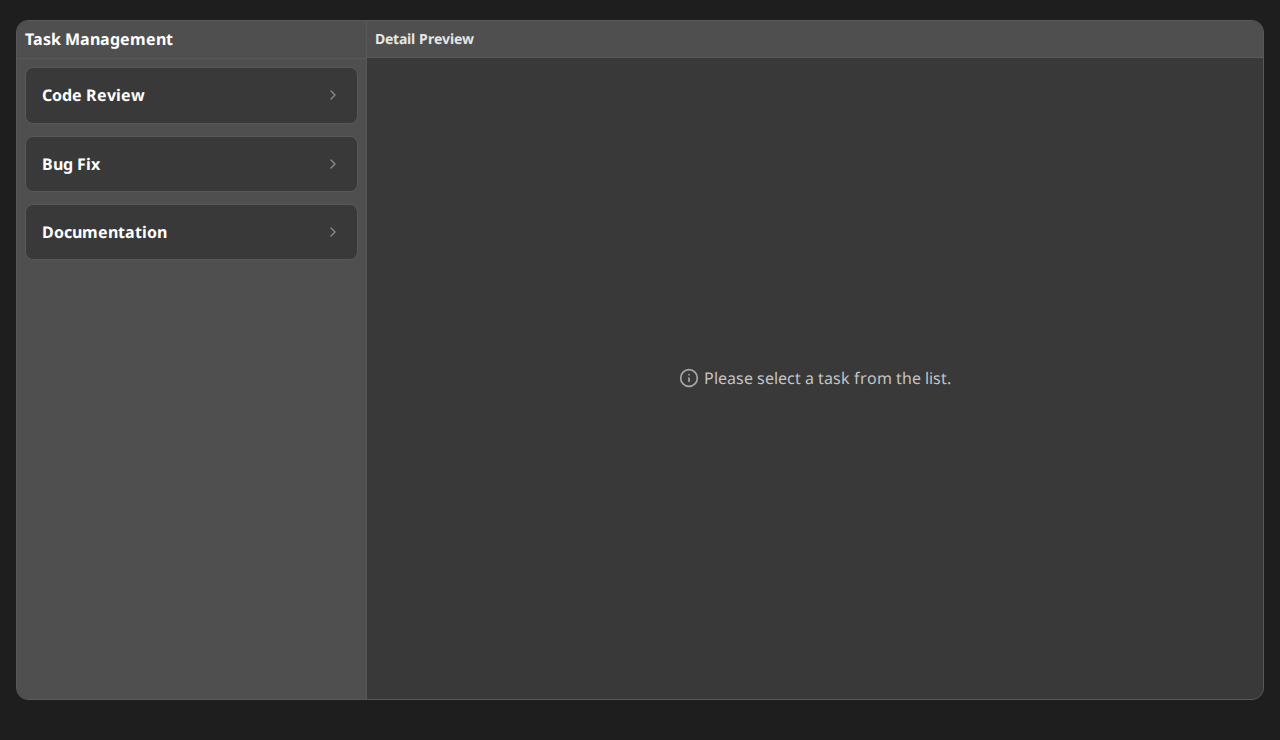 Task Management
Detail Preview
Code Review
Bug Fix
Documentation
Please select a task from the list.